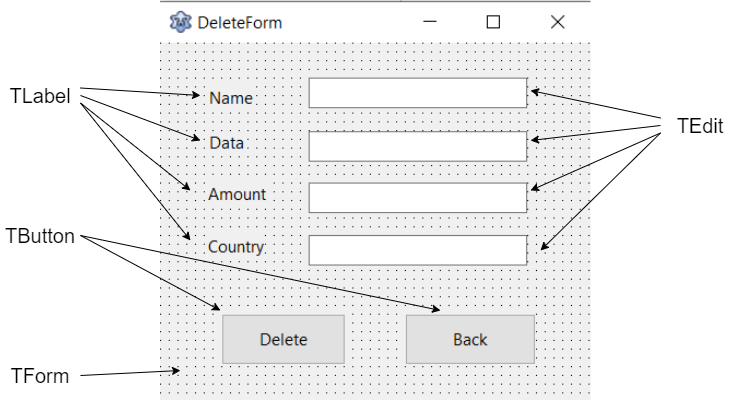 DeleteForm
TLabel
Name
TEdit
Data
Amount
TButton
Country
Delete
Back
TForm